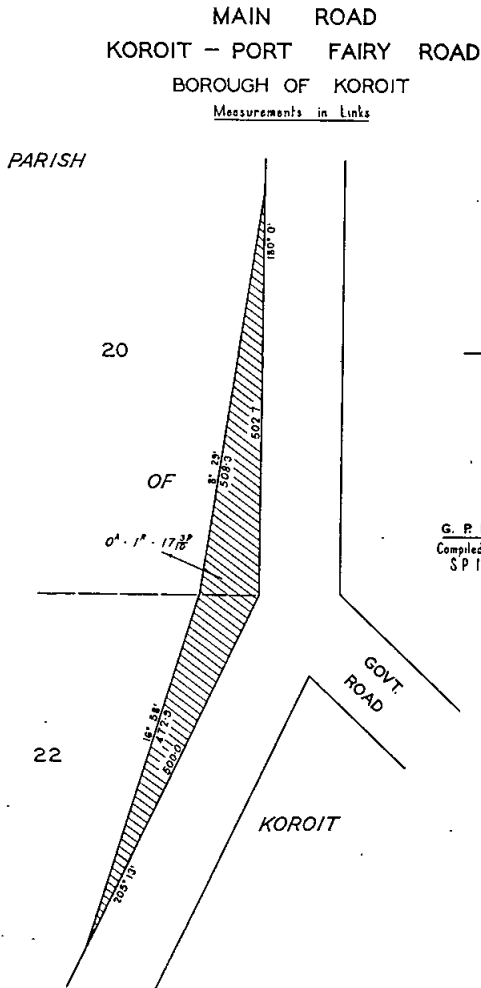 MAIN ROAD
KOROIT - PORT FAIRY ROAD
BOROUGH OF KOROIT
Measurements in Links
PARISH
180° 0'
20
502·1
8° 29'
508·3
OF
0ᴬ · 1ᴿ · 17 3/10ᴾ
G. P.
Compiled
S P
GOVT.
ROAD
16° 58'
472·5
500·0
22
KOROIT
205° 13'